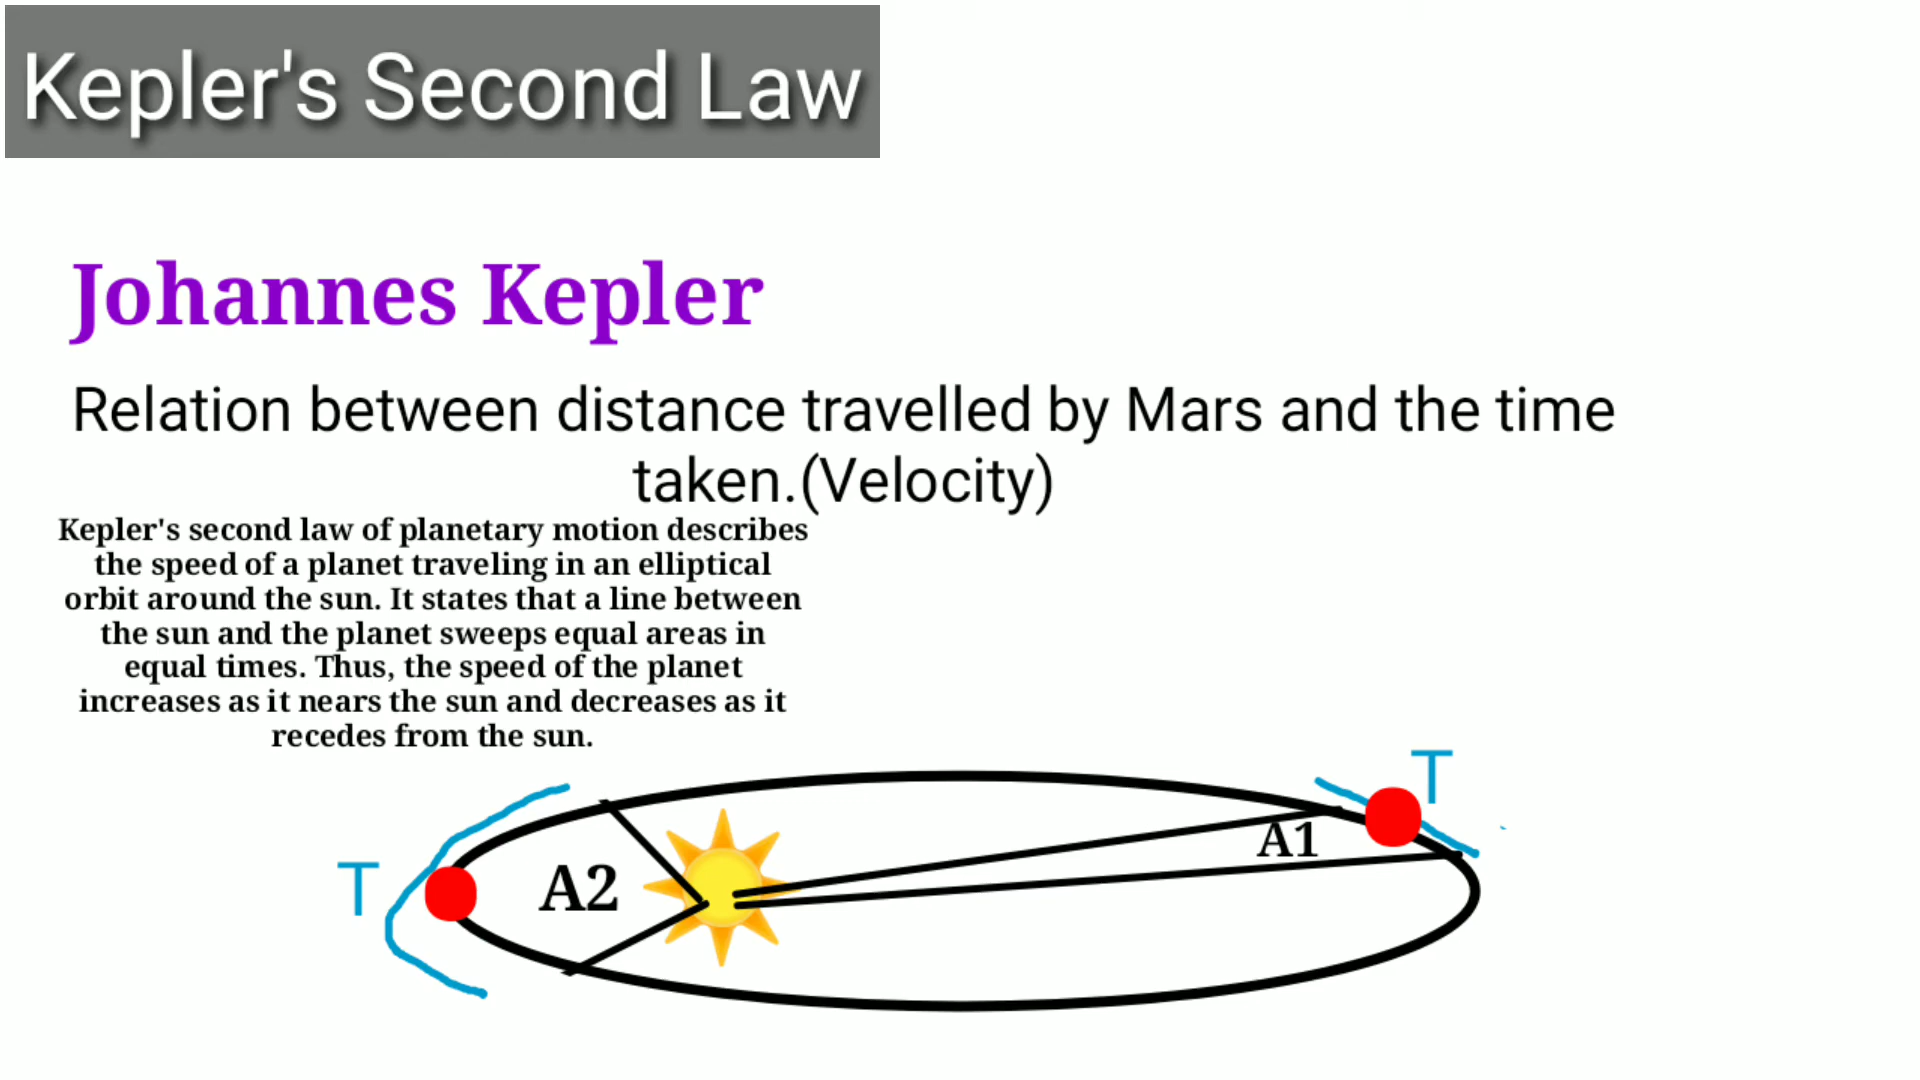 Kepler's Second Law
Johannes Kepler
Relation between distance travelled by Mars and the time
taken.(Velocity)
Kepler's second law of planetary motion describes
the speed of a planet traveling in an elliptical
orbit around the sun. It states that a line between
the sun and the planet sweeps equal areas in
equal times. Thus, the speed of the planet
increases as it nears the sun and decreases as it
recedes from the sun.
T
A1
T
A2